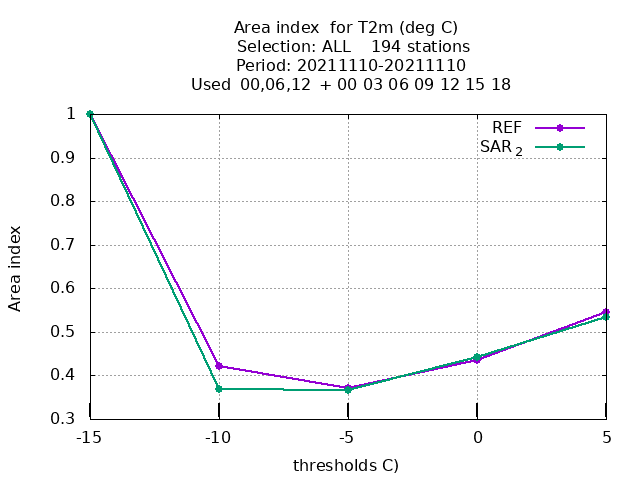 Area index  for T2m (deg C)
Selection: ALL    194 stations
Period: 20211110-20211110
Used  00,06,12  + 00 03 06 09 12 15 18
REF
SAR 2
1
0.9
0.8
0.7
0.6
0.5
0.4
0.3
Area index
-15 -10 -5 0 5
thresholds C)